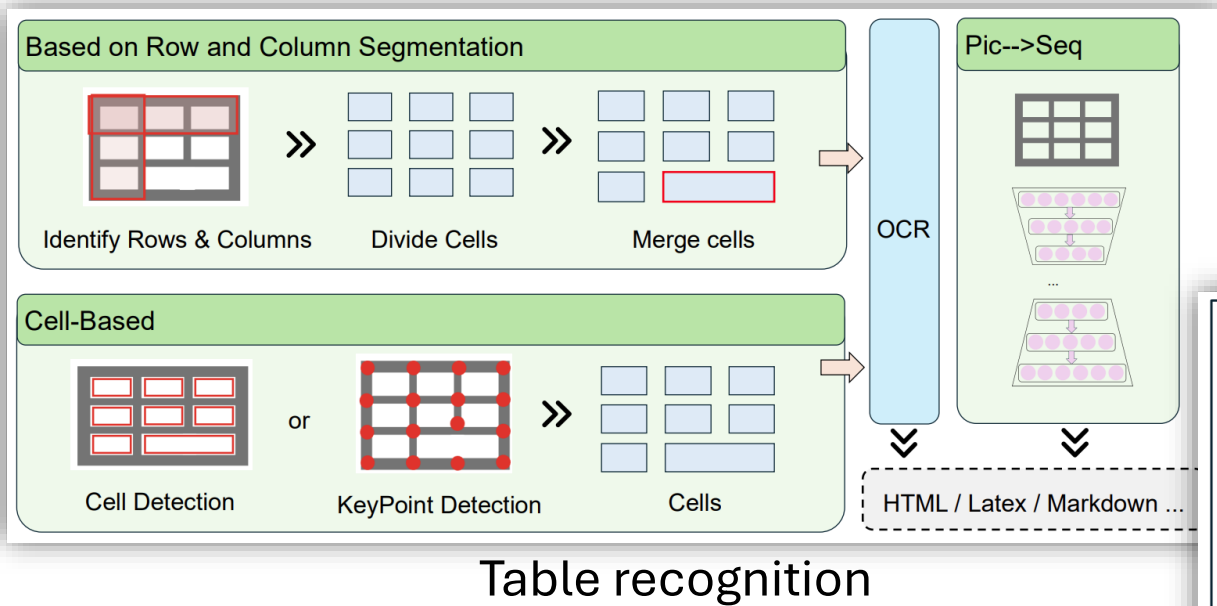 Based on Row and Column Segmentation
Identify Rows & Columns
Divide Cells
Merge cells
Cell-Based
or
Cell Detection
KeyPoint Detection
Cells
OCR
Pic-->Seq
...
HTML / Latex / Markdown ...
Table recognition